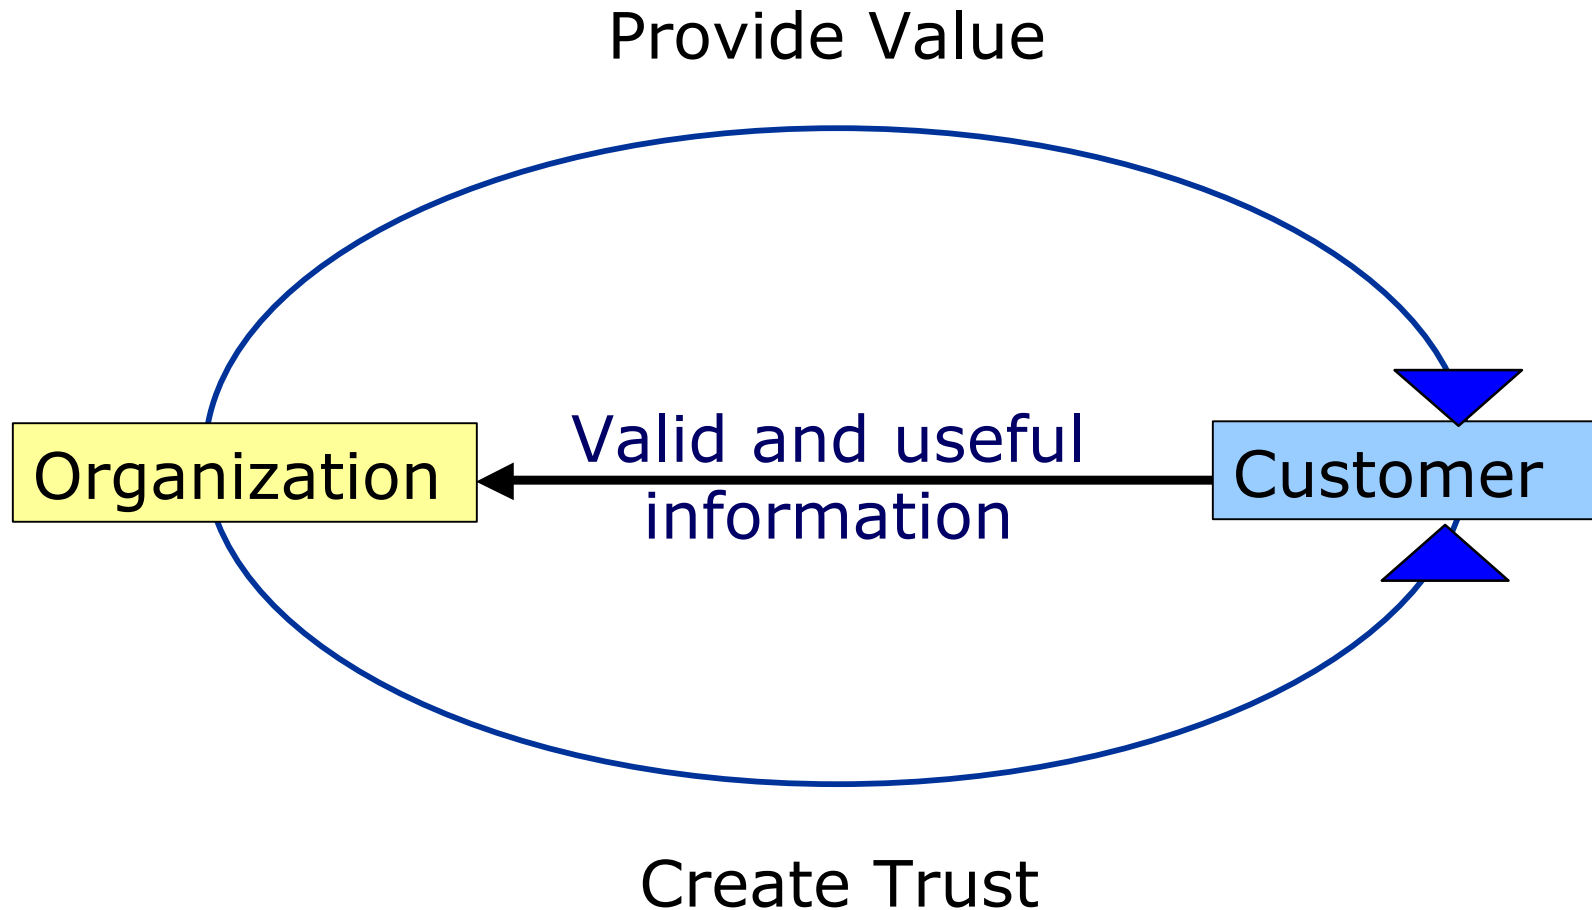 Provide Value
Valid and useful
Organization
Customer
information
Create Trust